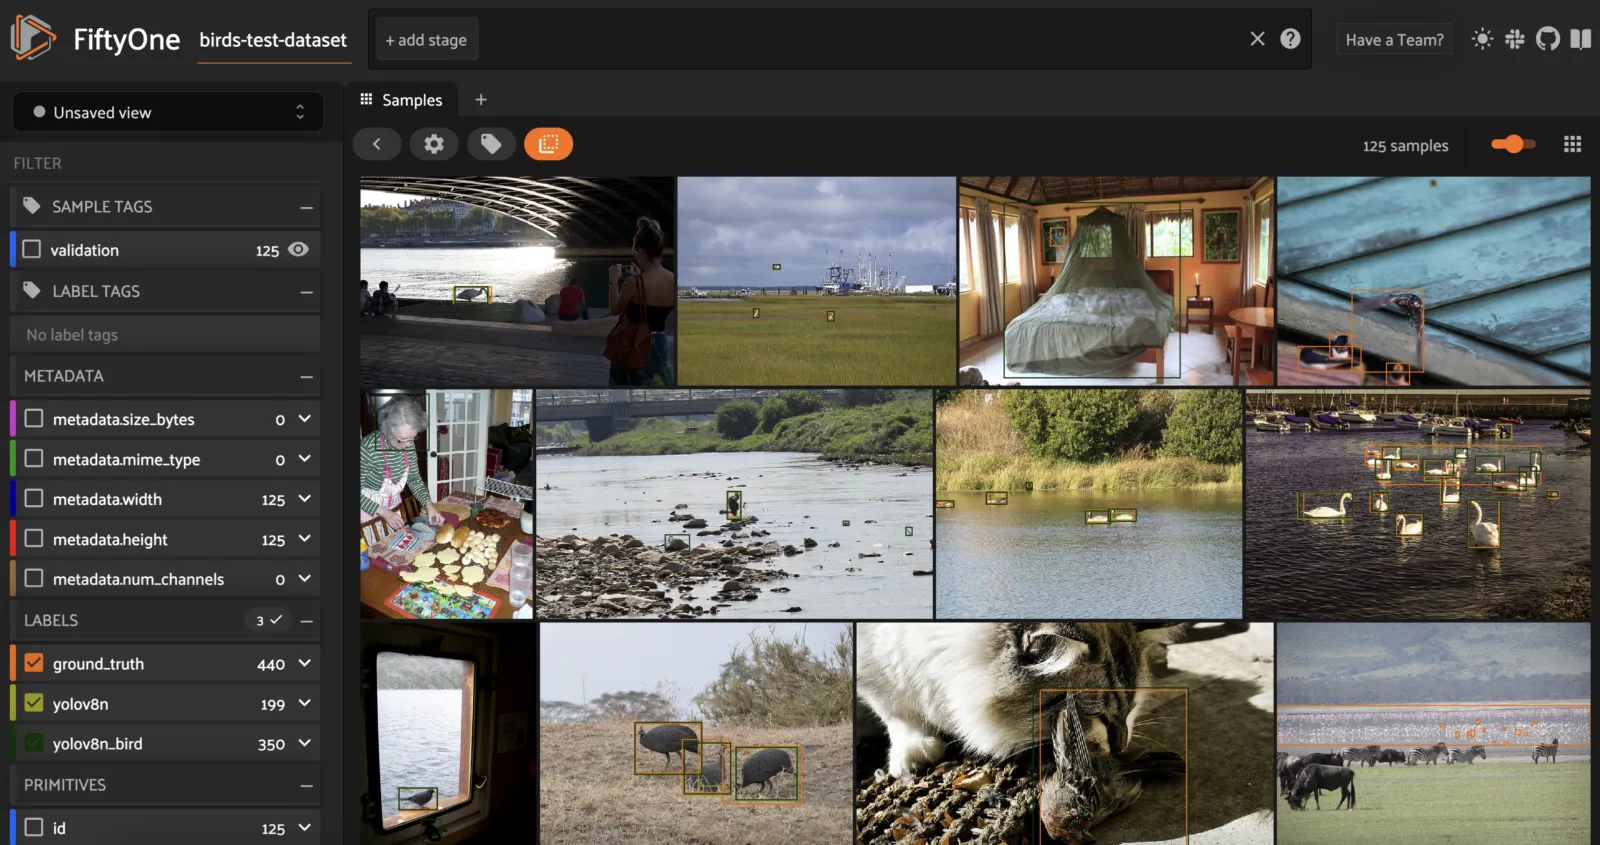 FiftyOne
birds-test-dataset
+ add stage
Have a Team?
Unsaved view
Samples
+
125 samples
FILTER
SAMPLE TAGS
validation 125
LABEL TAGS
No label tags
METADATA
metadata.size_bytes 0
metadata.mime_type 0
metadata.width 125
metadata.height 125
metadata.num_channels 0
LABELS 3
ground_truth 440
yolov8n 199
yolov8n_bird 350
PRIMITIVES
id 125